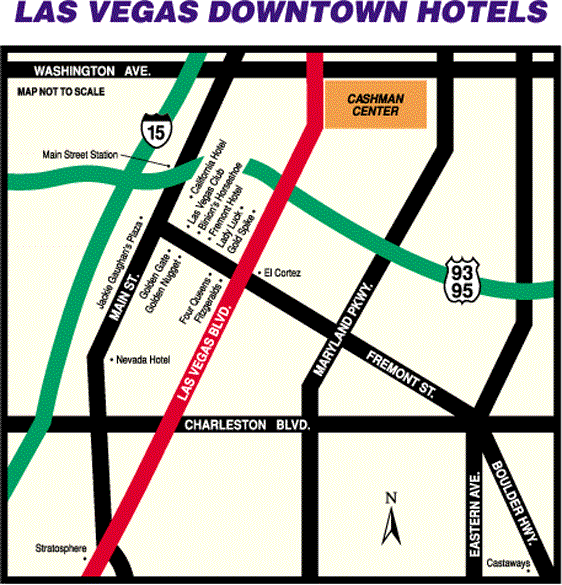 LAS VEGAS DOWNTOWN HOTELS
WASHINGTON AVE.
MAP NOT TO SCALE
CASHMAN
CENTER
15
Main Street Station
California Hotel
Las Vegas Club
Binion's Horseshoe
Fremont Hotel
Lady Luck
Gold Spike
Jackie Gaughan's Plaza
MAIN ST.
Golden Gate
Golden Nugget
Four Queens
Fitzgeralds
El Cortez
93
95
LAS VEGAS BLVD.
MARYLAND PKWY.
FREMONT ST.
Nevada Hotel
CHARLESTON BLVD.
N
EASTERN AVE.
BOULDER HWY.
Stratosphere
Castaways